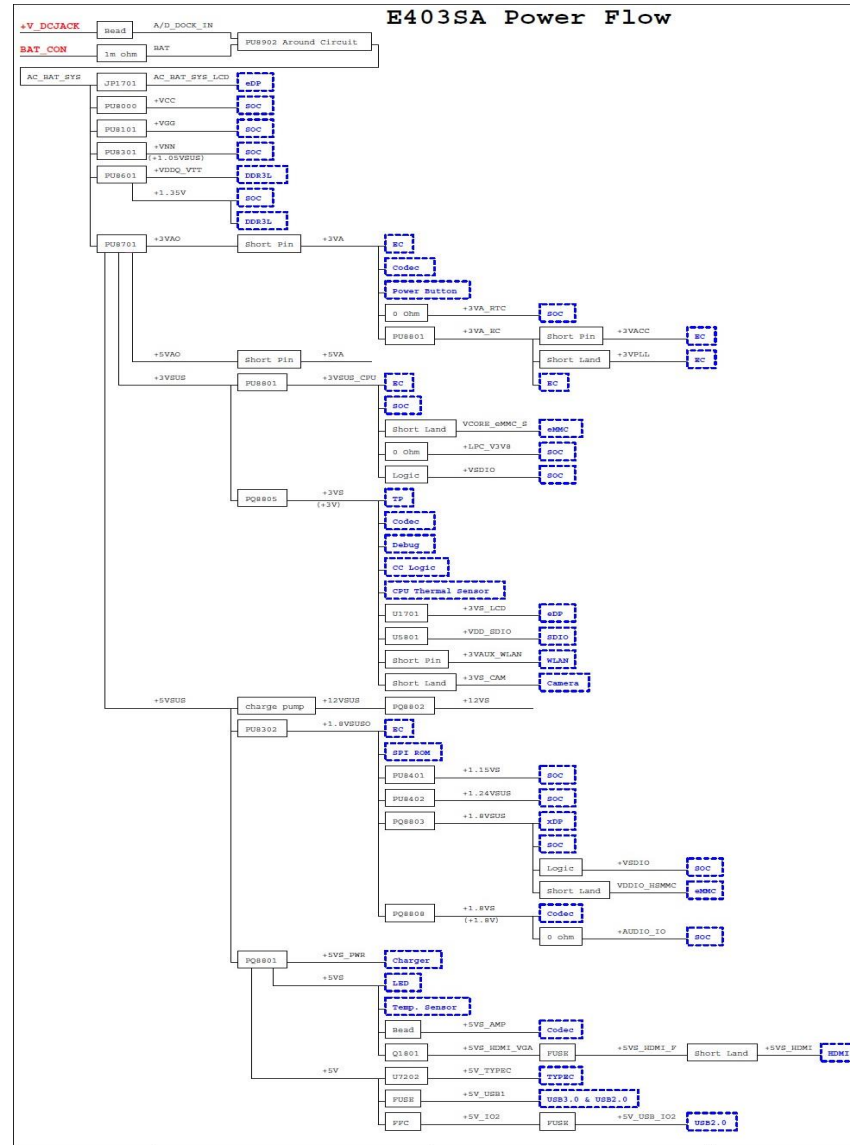 E403SA Power Flow
+V_DCJACK Bead A/D_DOCK_IN
PU8902 Around Circuit
BAT_CON 1m ohm BAT
AC_BAT_SYS JP1701 AC_BAT_SYS_LCD eDP
PU8000 +VCC SOC
PU8101 +VGG SOC
PU8301 +VNN SOC
(+1.05VSUS)
PU8601 +VDDQ_VTT DDR3L
+1.35V SOC
DDR3L
PU8701 +3VAO Short Pin +3VA EC
Codec
Power Button
0 Ohm +3VA_RTC SOC
PU8801 +3VA_EC Short Pin +3VACC EC
+5VAO Short Pin +5VA Short Land +3VPLL EC
+3VSUS PU8801 +3VSUS_CPU EC EC
SOC
Short Land VCORE_eMMC_S eMMC
0 Ohm +LPC_V3V8 SOC
Logic +VSDIO SOC
PQ8805 +3VS TP
(+3V)
Codec
Debug
CC Logic
CPU Thermal Sensor
U1701 +3VS_LCD eDP
U5801 +VDD_SDIO SDIO
Short Pin +3VAUX_WLAN WLAN
Short Land +3VS_CAM Camera
+5VSUS charge pump +12VSUS PQ8802 +12VS
PU8302 +1.8VSUSO EC
SPI ROM
PU8401 +1.15VS SOC
PU8402 +1.24VSUS SOC
PQ8803 +1.8VSUS xDP
SOC
Logic +VSDIO SOC
Short Land VDDIO_HSMMC eMMC
PQ8808 +1.8VS Codec
(+1.8V)
0 ohm +AUDIO_IO SOC
PQ8801 +5VS_PWR Charger
+5VS LED
Temp. Sensor
Bead +5VS_AMP Codec
Q1801 +5VS_HDMI_VGA FUSE +5VS_HDMI_F Short Land +5VS_HDMI HDMI
+5V U7202 +5V_TYPEC TYPEC
FUSE +5V_USB1 USB3.0 & USB2.0
FPC +5V_IO2 FUSE +5V_USB_IO2 USB2.0